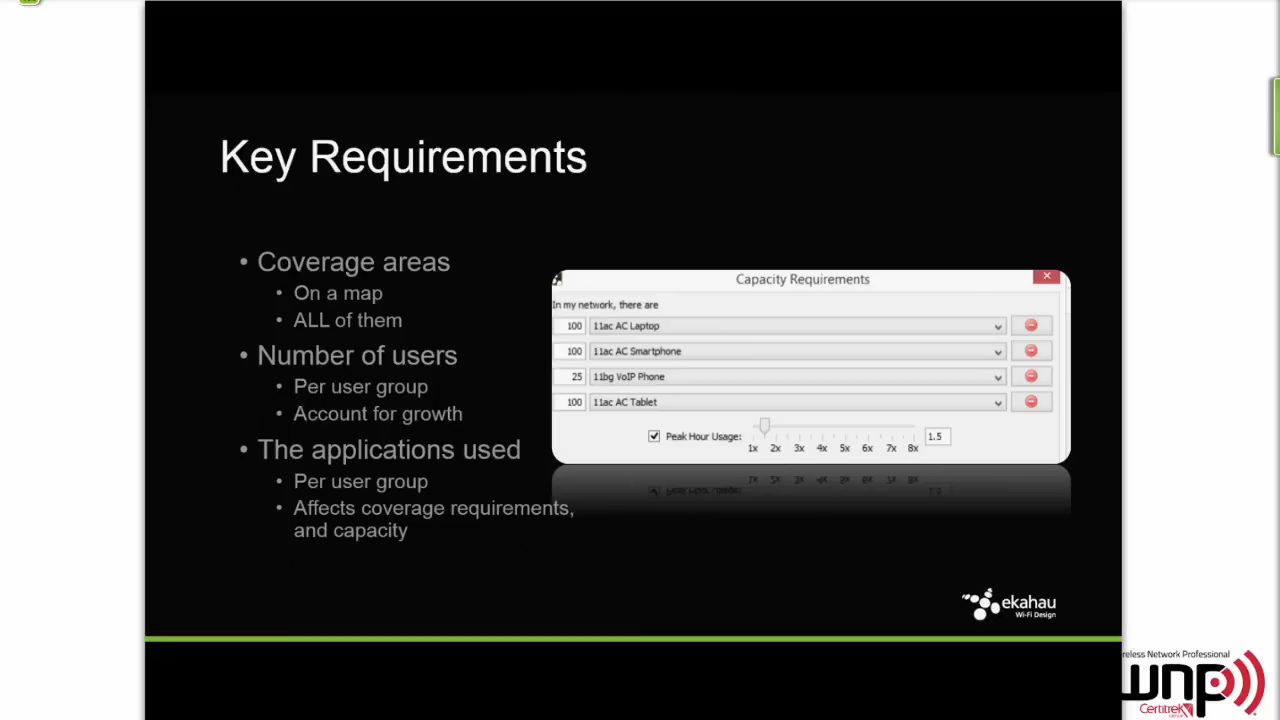 Key Requirements
• Coverage areas
• On a map
• ALL of them
• Number of users
• Per user group
• Account for growth
• The applications used
• Per user group
• Affects coverage requirements,
and capacity
Capacity Requirements
In my network, there are
100 11ac AC Laptop
100 11ac AC Smartphone
25 11bg VoIP Phone
100 11ac AC Tablet
Peak Hour Usage: 1.5
1x 2x 3x 4x 5x 6x 7x 8x
ekahau
Wi-Fi Design
reless Network Professional
wnp
Certitrek